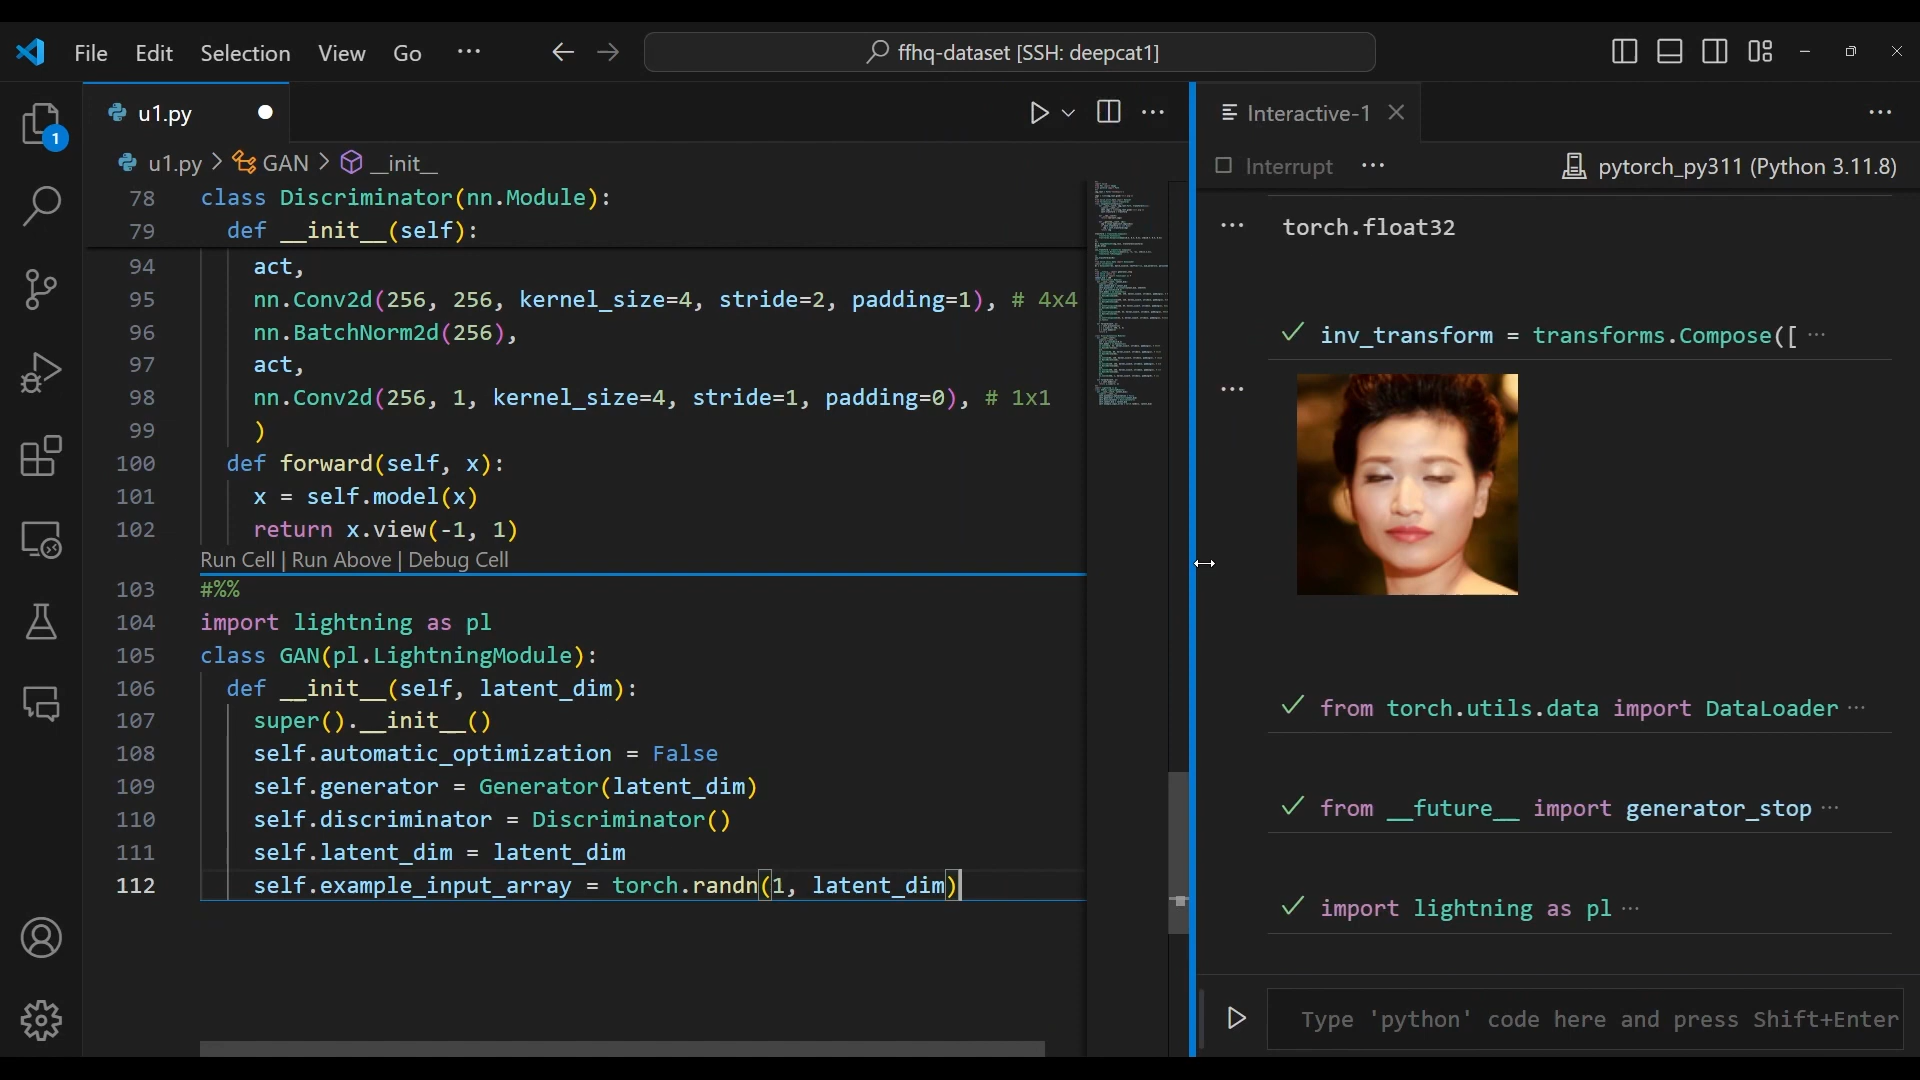 File Edit Selection View Go ···
ffhq-dataset [SSH: deepcat1]
1
u1.py
u1.py > GAN > __init__
78 class Discriminator(nn.Module):
79 def __init__(self):
94 act,
95 nn.Conv2d(256, 256, kernel_size=4, stride=2, padding=1), # 4x4
96 nn.BatchNorm2d(256),
97 act,
98 nn.Conv2d(256, 1, kernel_size=4, stride=1, padding=0), # 1x1
99 )
100 def forward(self, x):
101 x = self.model(x)
102 return x.view(-1, 1)
Run Cell | Run Above | Debug Cell
103 #%%
104 import lightning as pl
105 class GAN(pl.LightningModule):
106 def __init__(self, latent_dim):
107 super().__init__()
108 self.automatic_optimization = False
109 self.generator = Generator(latent_dim)
110 self.discriminator = Discriminator()
111 self.latent_dim = latent_dim
112 self.example_input_array = torch.randn(1, latent_dim)
Interactive-1
Interrupt ··· pytorch_py311 (Python 3.11.8)
··· torch.float32
inv_transform = transforms.Compose([ ···
···
from torch.utils.data import DataLoader ···
from __future__ import generator_stop ···
import lightning as pl ···
Type 'python' code here and press Shift+Enter